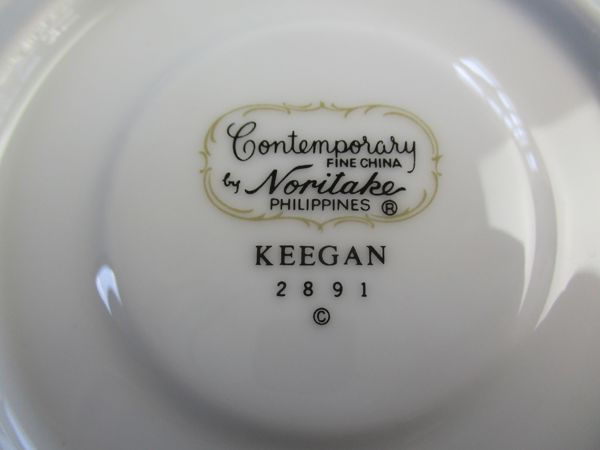 Contemporary
FINE CHINA
by Noritake
PHILIPPINES ®
KEEGAN
2891
©